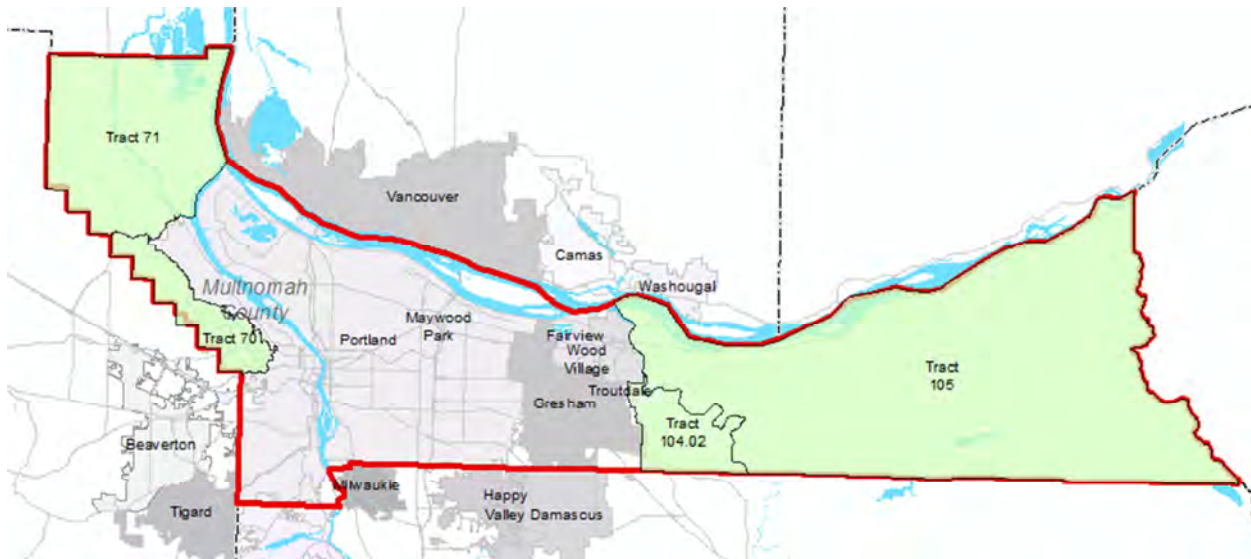 Tract 71
Vancouver
Camas
Washougal
Multnomah
County
Tract 70
Portland
Maywood
Park
Fairview
Wood
Village
Troutdale
Gresham
Tract
105
Tract
104.02
Beaverton
Tigard
Milwaukie
Happy
Valley
Damascus